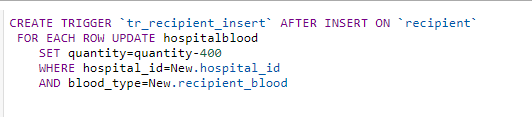 CREATE TRIGGER `tr_recipient_insert` AFTER INSERT ON `recipient`
FOR EACH ROW UPDATE hospitalblood
SET quantity=quantity-400
WHERE hospital_id=New.hospital_id
AND blood_type=New.recipient_blood